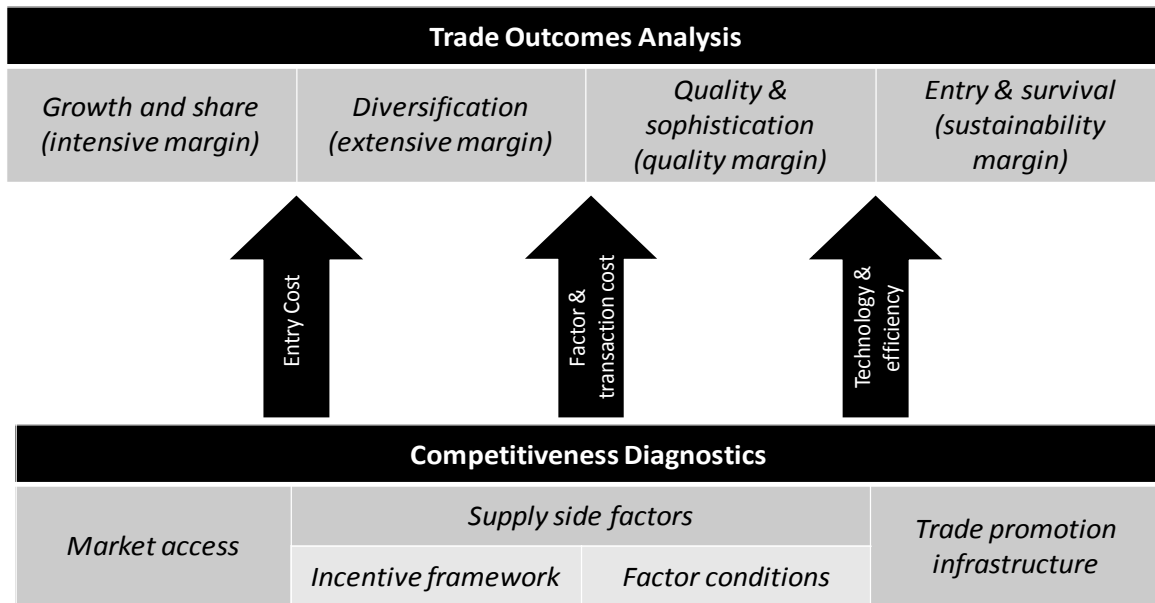 Trade Outcomes Analysis
Growth and share
(intensive margin)
Diversification
(extensive margin)
Quality &
sophistication
(quality margin)
Entry & survival
(sustainability
margin)
Entry Cost
Factor &
transaction cost
Technology &
efficiency
Competitiveness Diagnostics
Market access
Supply side factors
Incentive framework
Factor conditions
Trade promotion
infrastructure